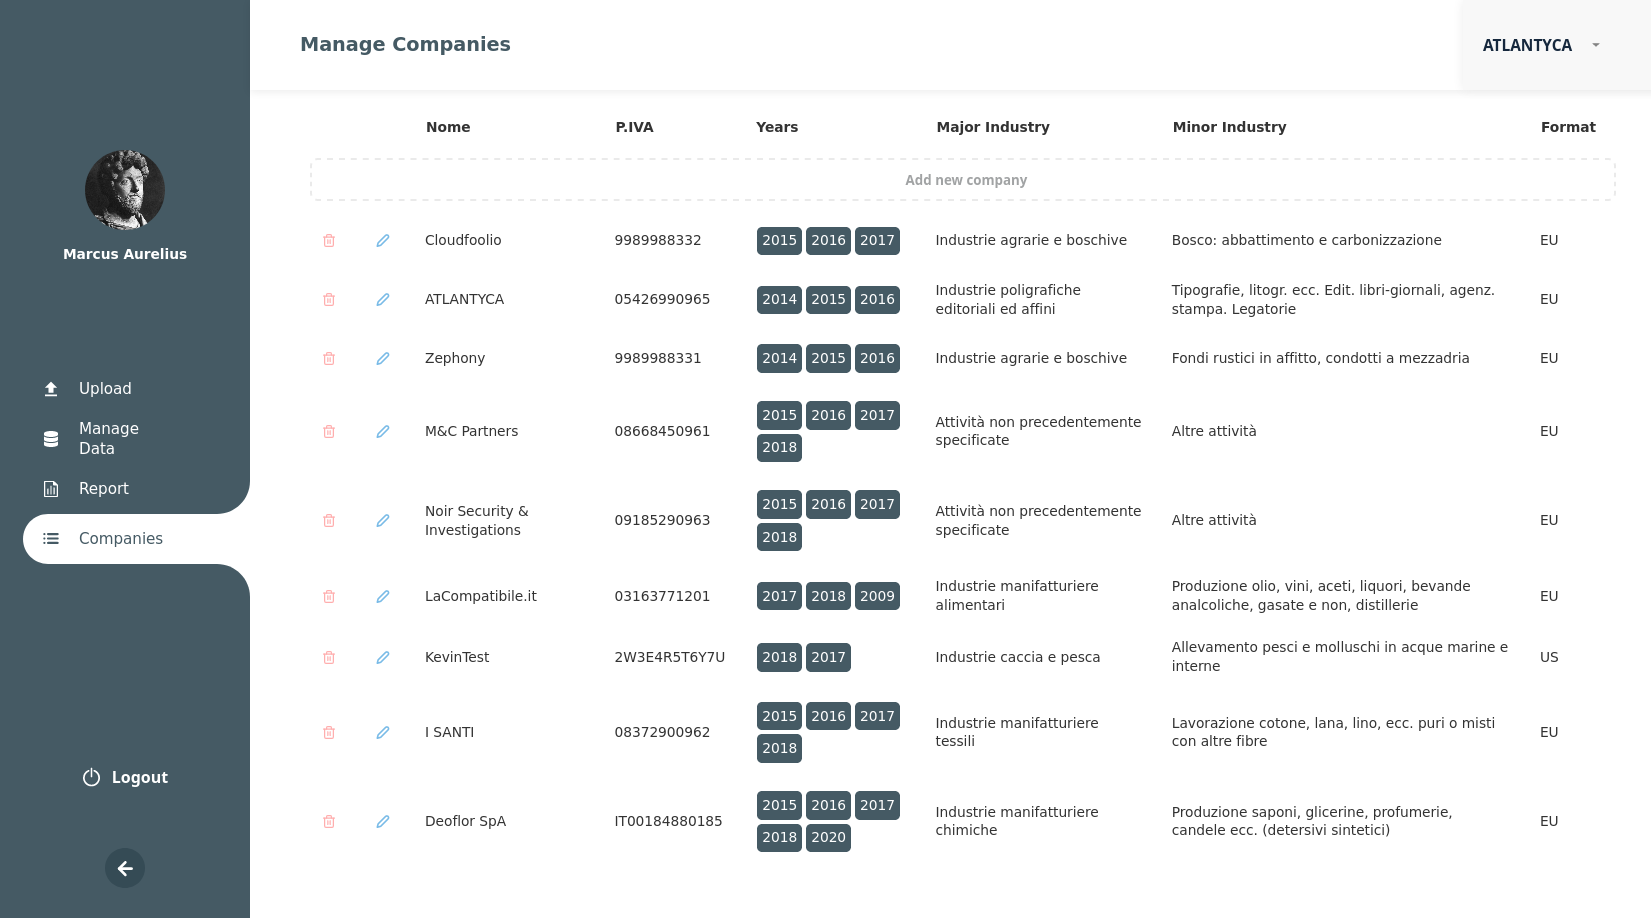 Manage Companies
ATLANTYCA
Marcus Aurelius
Upload
Manage
Data
Report
Companies
Logout
Nome P.IVA Years Major Industry Minor Industry Format
Add new company
Cloudfoolio 9989988332 2015 2016 2017 Industrie agrarie e boschive Bosco: abbattimento e carbonizzazione EU
ATLANTYCA 05426990965 2014 2015 2016 Industrie poligrafiche
editoriali ed affini Tipografie, litogr. ecc. Edit. libri-giornali, agenz.
stampa. Legatorie EU
Zephony 9989988331 2014 2015 2016 Industrie agrarie e boschive Fondi rustici in affitto, condotti a mezzadria EU
M&C Partners 08668450961 2015 2016 2017
2018 Attività non precedentemente
specificate Altre attività EU
Noir Security &
Investigations 09185290963 2015 2016 2017
2018 Attività non precedentemente
specificate Altre attività EU
LaCompatibile.it 03163771201 2017 2018 2009 Industrie manifatturiere
alimentari Produzione olio, vini, aceti, liquori, bevande
analcoliche, gasate e non, distillerie EU
KevinTest 2W3E4R5T6Y7U 2018 2017 Industrie caccia e pesca Allevamento pesci e molluschi in acque marine e
interne US
I SANTI 08372900962 2015 2016 2017
2018 Industrie manifatturiere
tessili Lavorazione cotone, lana, lino, ecc. puri o misti
con altre fibre EU
Deoflor SpA IT00184880185 2015 2016 2017
2018 2020 Industrie manifatturiere
chimiche Produzione saponi, glicerine, profumerie,
candele ecc. (detersivi sintetici) EU